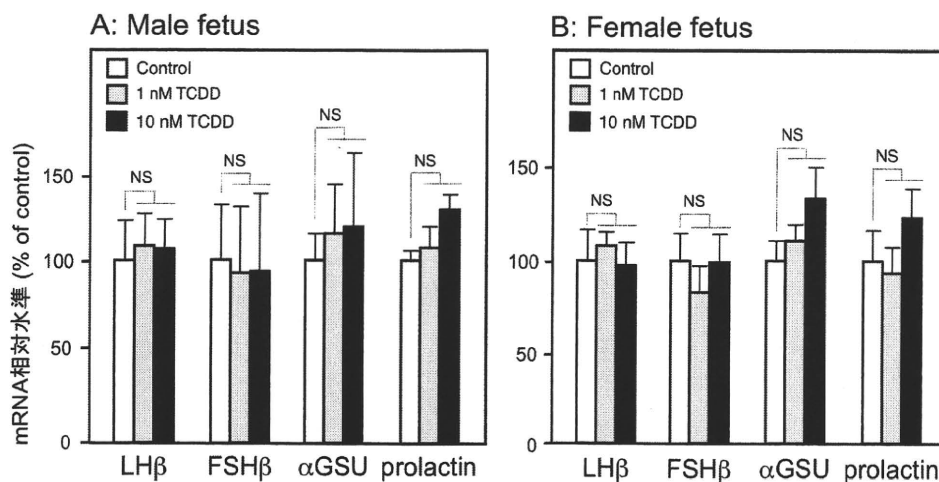 A: Male fetus
Control
1 nM TCDD
10 nM TCDD
NS
NS
NS
NS
150
100
50
0
mRNA相対水準 (% of control)
LHβ
FSHβ
αGSU
prolactin
B: Female fetus
Control
1 nM TCDD
10 nM TCDD
NS
NS
NS
NS
150
100
50
0
LHβ
FSHβ
αGSU
prolactin